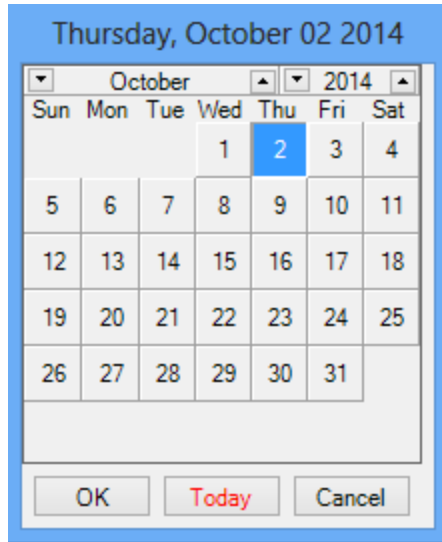 Thursday, October 02 2014
October 2014
Sun Mon Tue Wed Thu Fri Sat
1 2 3 4
5 6 7 8 9 10 11
12 13 14 15 16 17 18
19 20 21 22 23 24 25
26 27 28 29 30 31
OK Today Cancel